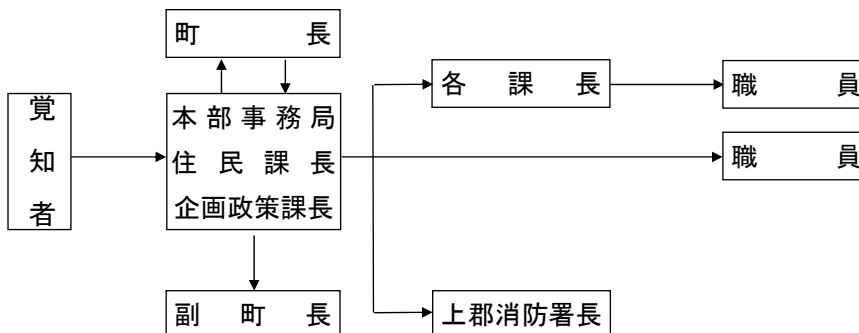 町長
覚知者
本部事務局
住民課長
企画政策課長
副町長
各課長
職員
職員
上郡消防署長